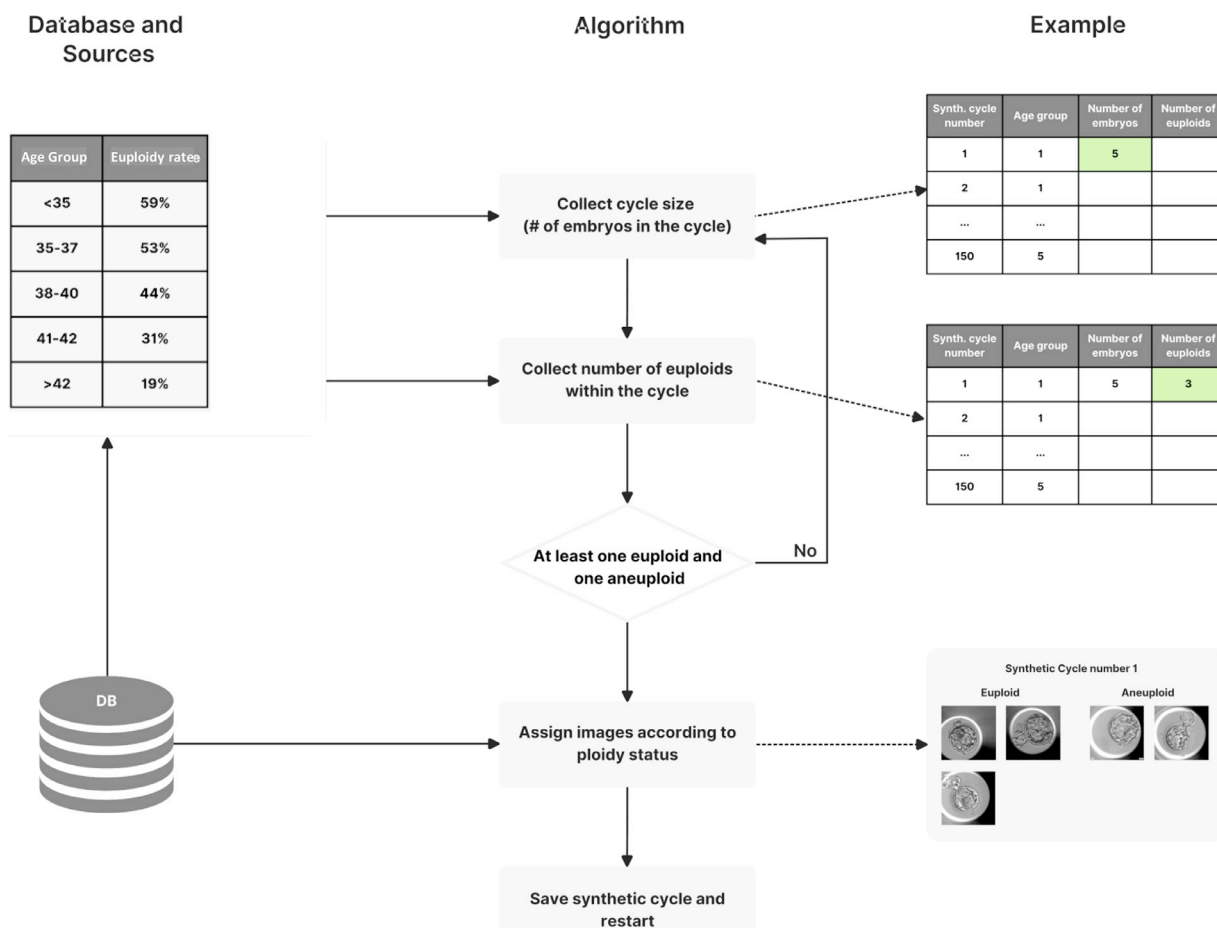 Database and
Sources
Algorithm
Example
Age Group Euploidy rates
<35 59%
35-37 53%
38-40 44%
41-42 31%
>42 19%
DB
Collect cycle size
(# of embryos in the cycle)
Collect number of euploids
within the cycle
At least one euploid and
one aneuploid
No
Assign images according to
ploidy status
Save synthetic cycle and
restart
Synth. cycle
number
Age group
Number of
embryos
Number of
euploids
1 1 5
2 1
... ...
150 5
Synth. cycle
number
Age group
Number of
embryos
Number of
euploids
1 1 5 3
2 1
... ...
150 5
Synthetic Cycle number 1
Euploid Aneuploid